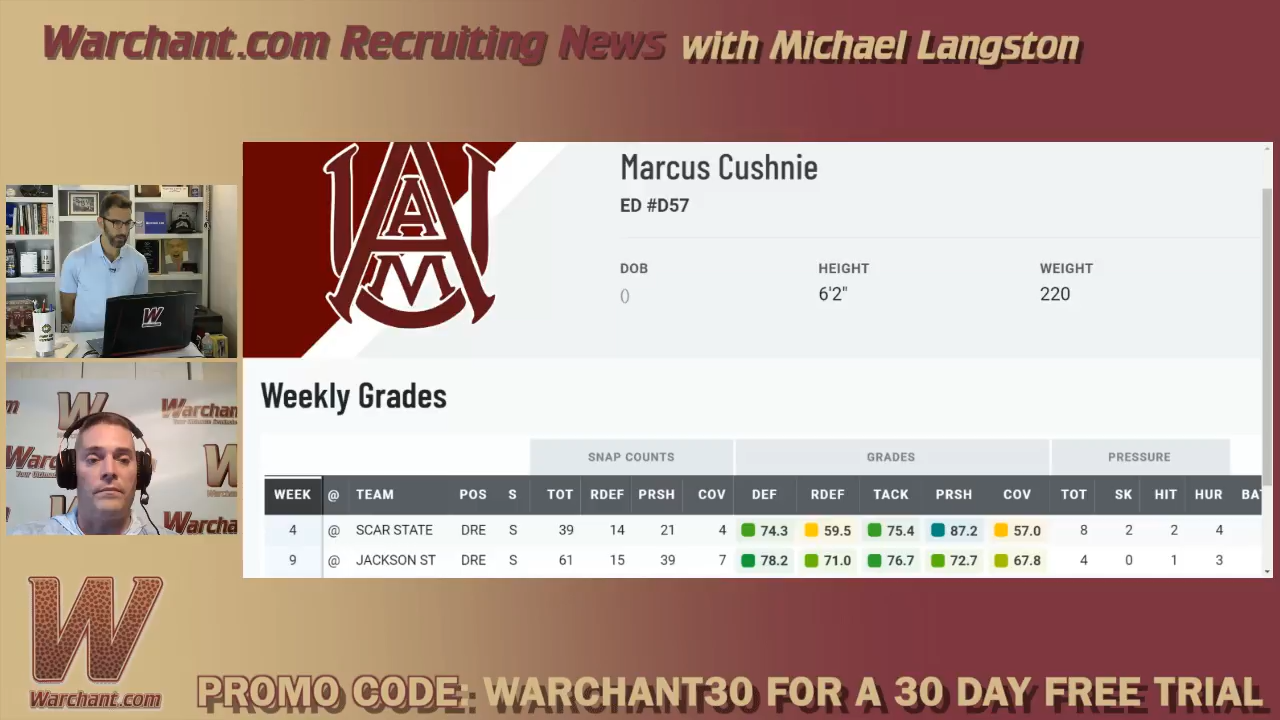 Warchant.com Recruiting News with Michael Langston
AAM
Marcus Cushnie
ED #D57
DOB HEIGHT WEIGHT
() 6'2" 220
Weekly Grades
SNAP COUNTS GRADES PRESSURE
WEEK @ TEAM POS S TOT RDEF PRSH COV DEF RDEF TACK PRSH COV TOT SK HIT HUR BA
4 @ SCAR STATE DRE S 39 14 21 4 74.3 59.5 75.4 87.2 57.0 8 2 2 4
9 @ JACKSON ST DRE S 61 15 39 7 78.2 71.0 76.7 72.7 67.8 4 0 1 3
W
W
Warchan
Warcha
W
Warchant.com
PROMO CODE: WARCHANT30 FOR A 30 DAY FREE TRIAL